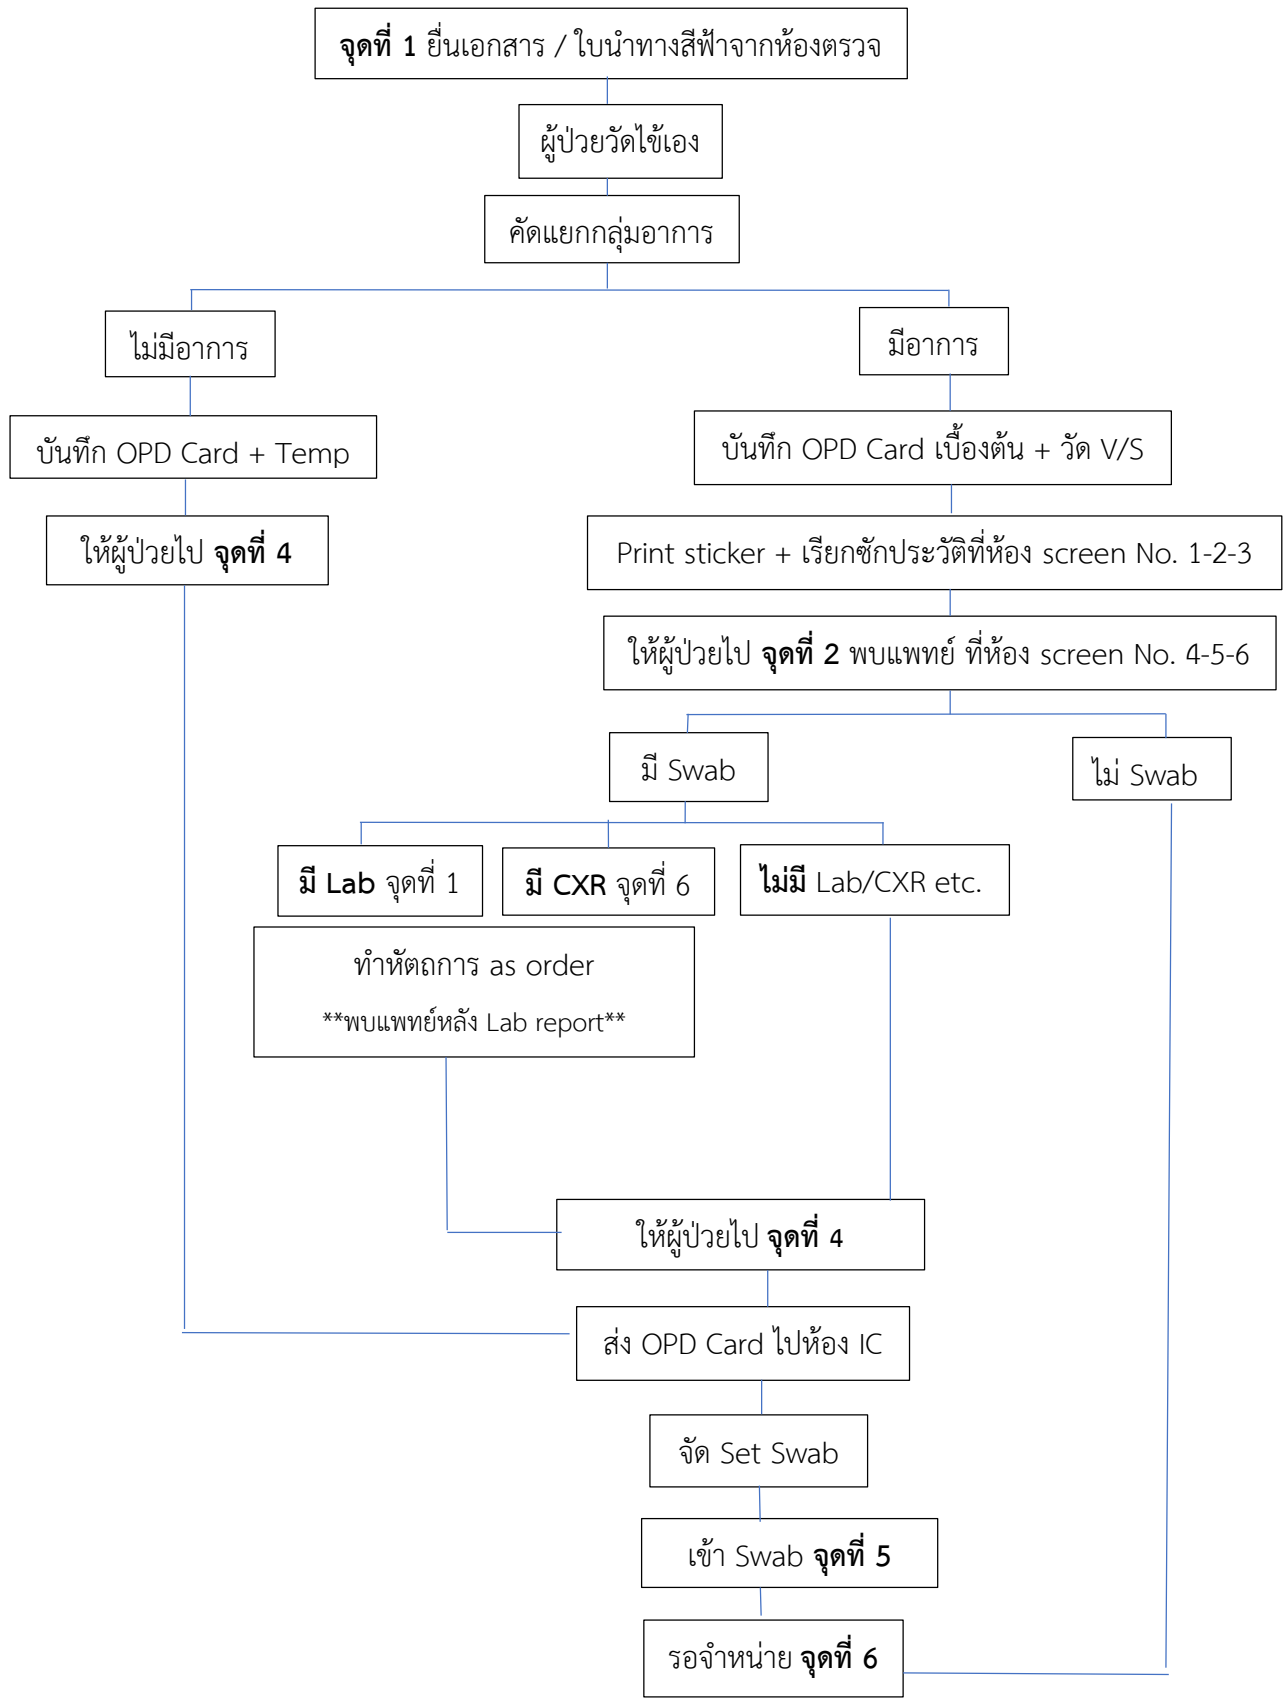 จุดที่ 1 ยื่นเอกสาร / ใบนำทางสีฟ้าจากห้องตรวจ
ผู้ป่วยวัดไข้เอง
คัดแยกกลุ่มอาการ
ไม่มีอาการ
มีอาการ
บันทึก OPD Card + Temp
บันทึก OPD Card เบื้องต้น + วัด V/S
ให้ผู้ป่วยไป จุดที่ 4
Print sticker + เรียกซักประวัติที่ห้อง screen No. 1-2-3
ให้ผู้ป่วยไป จุดที่ 2 พบแพทย์ ที่ห้อง screen No. 4-5-6
มี Swab
ไม่ Swab
มี Lab จุดที่ 1
มี CXR จุดที่ 6
ไม่มี Lab/CXR etc.
ทำหัตถการ as order
**พบแพทย์หลัง Lab report**
ให้ผู้ป่วยไป จุดที่ 4
ส่ง OPD Card ไปห้อง IC
จัด Set Swab
เข้า Swab จุดที่ 5
รอจำหน่าย จุดที่ 6